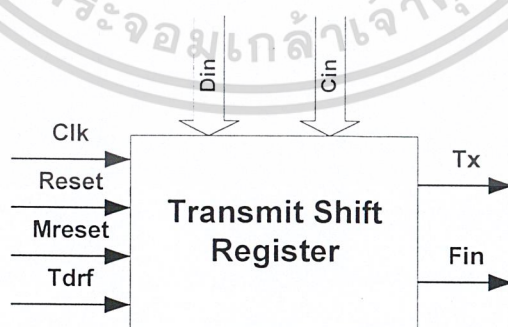 Din
Cin
Clk
Reset
Mreset
Tdrf
Transmit Shift
Register
Tx
Fin